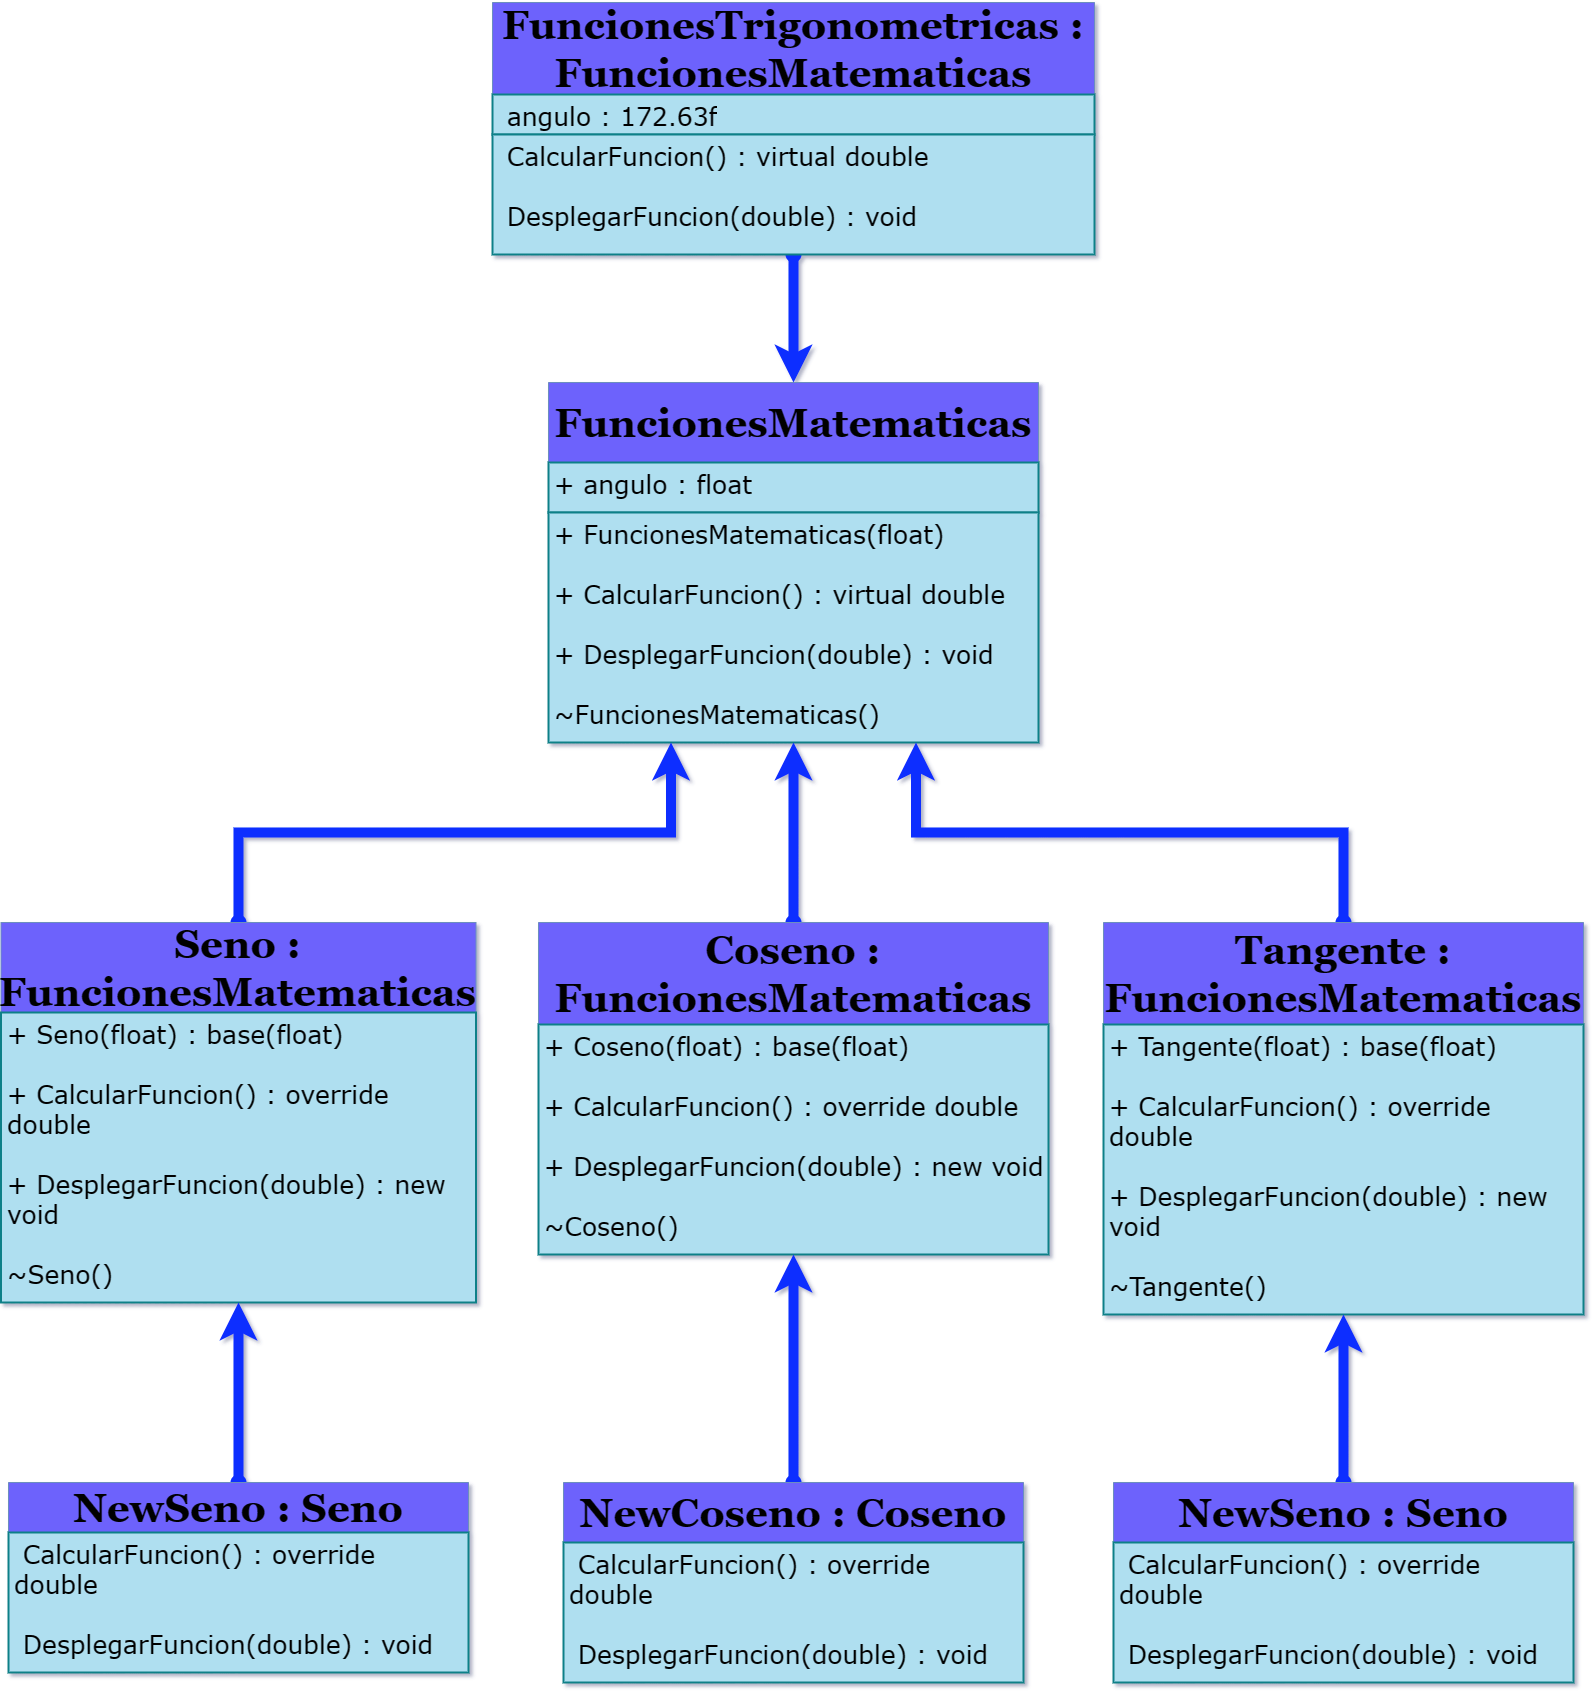 FuncionesTrigonometricas :
FuncionesMatematicas
angulo : 172.63f
CalcularFuncion() : virtual double
DesplegarFuncion(double) : void
FuncionesMatematicas
+ angulo : float
+ FuncionesMatematicas(float)
+ CalcularFuncion() : virtual double
+ DesplegarFuncion(double) : void
~FuncionesMatematicas()
Seno :
FuncionesMatematicas
+ Seno(float) : base(float)
+ CalcularFuncion() : override
double
+ DesplegarFuncion(double) : new
void
~Seno()
Coseno :
FuncionesMatematicas
+ Coseno(float) : base(float)
+ CalcularFuncion() : override double
+ DesplegarFuncion(double) : new void
~Coseno()
Tangente :
FuncionesMatematicas
+ Tangente(float) : base(float)
+ CalcularFuncion() : override
double
+ DesplegarFuncion(double) : new
void
~Tangente()
NewSeno : Seno
CalcularFuncion() : override
double
DesplegarFuncion(double) : void
NewCoseno : Coseno
CalcularFuncion() : override
double
DesplegarFuncion(double) : void
NewSeno : Seno
CalcularFuncion() : override
double
DesplegarFuncion(double) : void